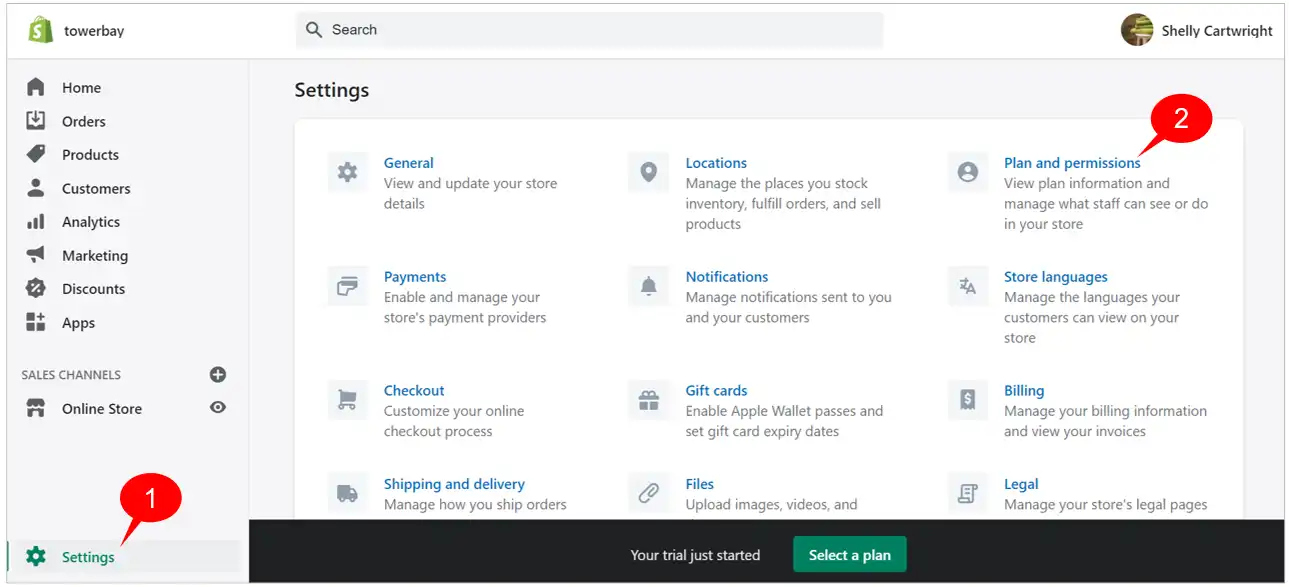 towerbay
Search
Shelly Cartwright
Home
Orders
Products
Customers
Analytics
Marketing
Discounts
Apps
SALES CHANNELS
Online Store
1
Settings
Settings
General
View and update your store
details
Locations
Manage the places you stock
inventory, fulfill orders, and sell
products
2
Plan and permissions
View plan information and
manage what staff can see or do
in your store
Payments
Enable and manage your
store's payment providers
Notifications
Manage notifications sent to you
and your customers
Store languages
Manage the languages your
customers can view on your
store
Checkout
Customize your online
checkout process
Gift cards
Enable Apple Wallet passes and
set gift card expiry dates
Billing
Manage your billing information
and view your invoices
Shipping and delivery
Manage how you ship orders
Files
Upload images, videos, and
Legal
Manage your store's legal pages
Your trial just started
Select a plan